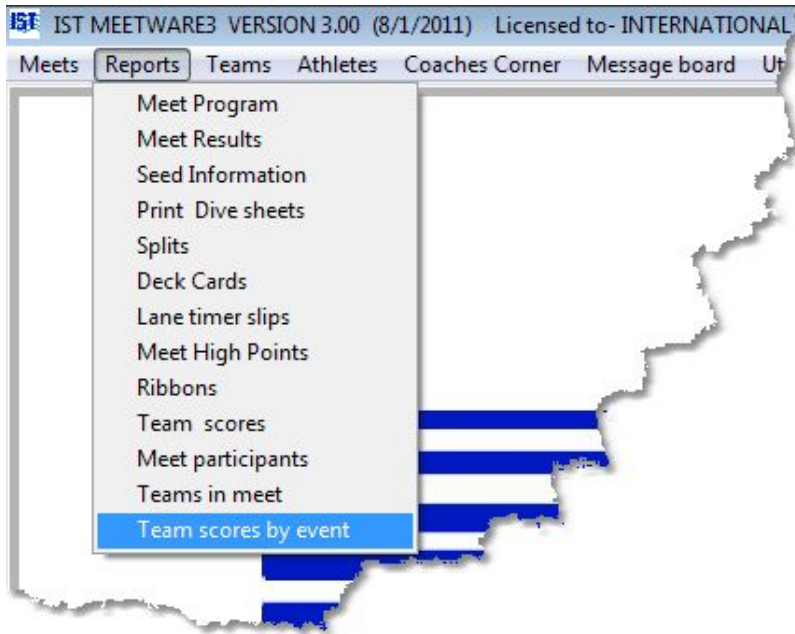 IST IST MEETWARE3 VERSION 3.00 (8/1/2011) Licensed to- INTERNATIONAL
Meets Reports Teams Athletes Coaches Corner Message board Ut
Meet Program
Meet Results
Seed Information
Print Dive sheets
Splits
Deck Cards
Lane timer slips
Meet High Points
Ribbons
Team scores
Meet participants
Teams in meet
Team scores by event